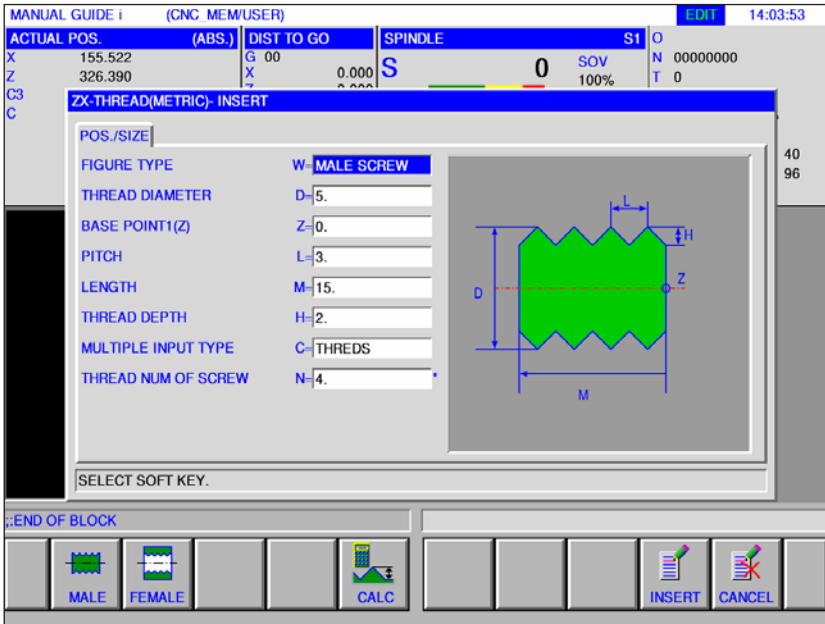 MANUAL GUIDE i (CNC_MEM/USER) EDIT 14:03:53
ACTUAL POS. (ABS.) DIST TO GO SPINDLE S1 O
X 155.522 G 00 S 0 SOV N 00000000
Z 326.390 X 0.000 100% T 0
C3
C
ZX-THREAD(METRIC)- INSERT
POS./SIZE
40
96
FIGURE TYPE W= MALE SCREW
THREAD DIAMETER D= 5.
BASE POINT1(Z) Z= 0.
PITCH L= 3.
LENGTH M= 15.
THREAD DEPTH H= 2.
MULTIPLE INPUT TYPE C= THREDS
THREAD NUM OF SCREW N= 4. *
L
H
Z
D
M
SELECT SOFT KEY.
;:END OF BLOCK
MALE FEMALE CALC INSERT CANCEL